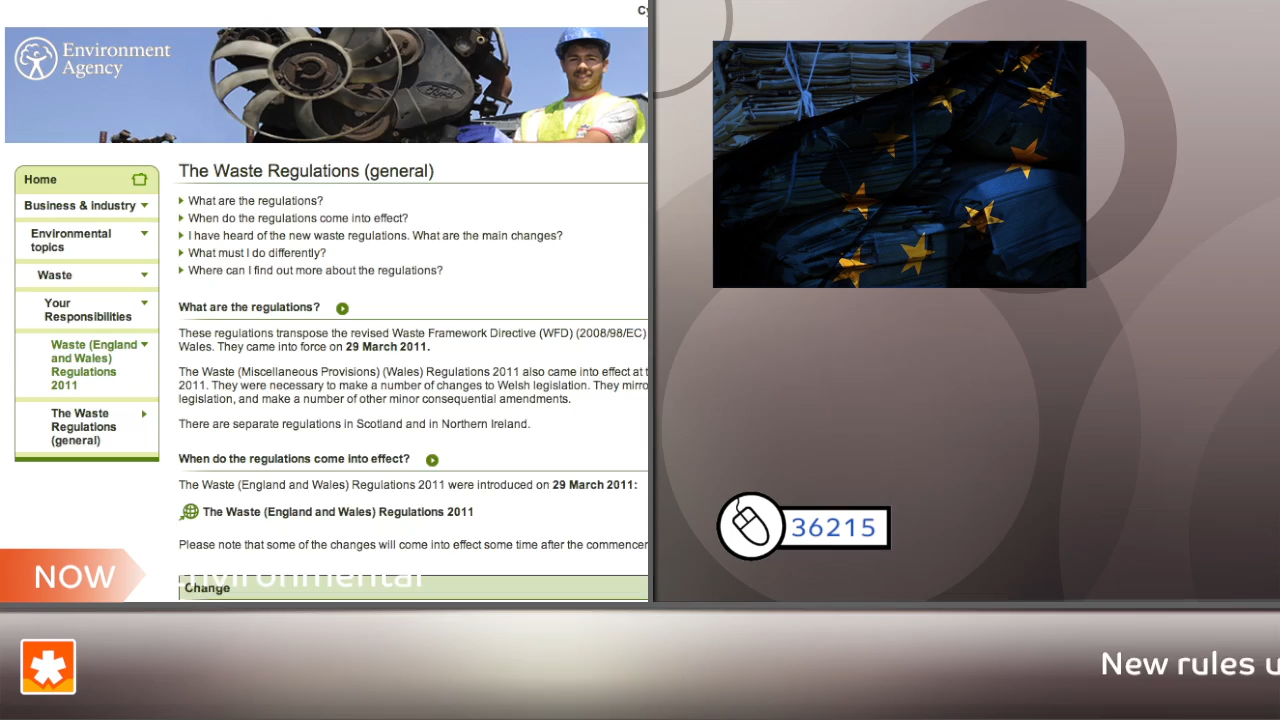 Environment
Agency
Home
Business & industry
Environmental
topics
Waste
Your
Responsibilities
Waste (England
and Wales)
Regulations
2011
The Waste
Regulations
(general)
The Waste Regulations (general)
What are the regulations?
When do the regulations come into effect?
I have heard of the new waste regulations. What are the main changes?
What must I do differently?
Where can I find out more about the regulations?
What are the regulations?
These regulations transpose the revised Waste Framework Directive (WFD) (2008/98/EC)
Wales. They came into force on 29 March 2011.
The Waste (Miscellaneous Provisions) (Wales) Regulations 2011 also came into effect at
2011. They were necessary to make a number of changes to Welsh legislation. They
legislation, and make a number of other minor consequential amendments.
There are separate regulations in Scotland and in Northern Ireland.
When do the regulations come into effect?
The Waste (England and Wales) Regulations 2011 were introduced on 29 March 2011:
The Waste (England and Wales) Regulations 2011
Please note that some of the changes will come into effect some time after the
Change
NOW
Environmental
36215
New rules